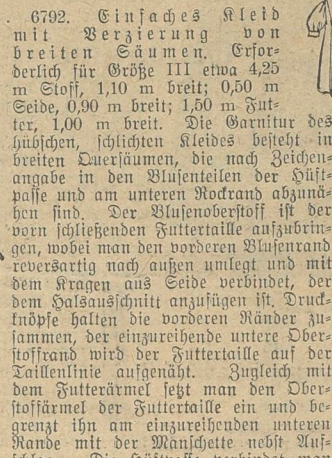 6792. Einfaches Kleid
mit Verzierung von
breiten Säumen. Erfor-
derlich für Größe III etwa 4,25
m Stoff, 1,10 m breit; 0,50 m
Seide, 0,90 m breit; 1,50 m Fut-
ter, 1,00 m breit. Die Garnitur des
hübschen, schlichten Kleides besteht in
breiten Quersäumen, die nach Zeichen-
angabe in den Blusenteilen der Hüft-
passe und am unteren Rockrand abzunä-
hen sind. Der Blusenoberstoff ist der
vorn schließenden Futtertaille aufzubrin-
gen, wobei man den vorderen Blusenrand
reversartig nach außen umlegt und mit
dem Kragen aus Seide verbindet, der
dem Halsausschnitt anzufügen ist. Druck-
knöpfe halten die vorderen Ränder zu-
sammen, der einzureihende untere Ober-
stoffrand wird der Futtertaille auf der
Taillenlinie aufgenäht. Zugleich mit
dem Futterärmel setzt man den Ober-
stoffärmel der Futtertaille ein und be-
grenzt ihn am einzureihenden unteren
Rande mit der Manschette nebst Auf-